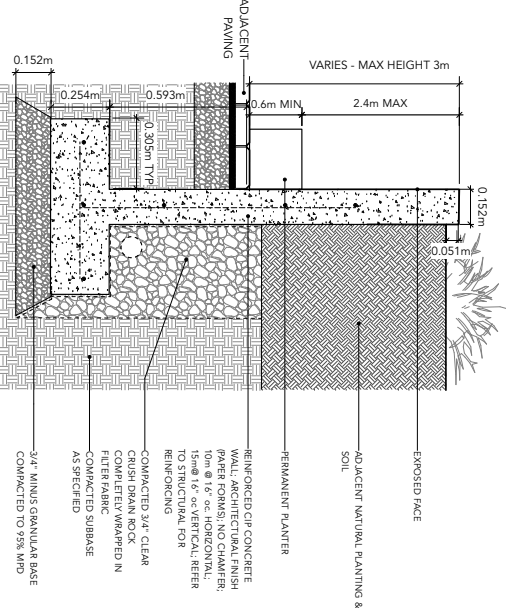 ADJACENT
PAVING
VARIES - MAX HEIGHT 3m
0.152m
0.254m
0.593m
0.6m MIN
2.4m MAX
0.305m TYP.
0.152m
0.051m
EXPOSED FACE
ADJACENT NATURAL PLANTING &
SOIL
PERMANENT PLANTER
REINFORCED CIP CONCRETE
WALL; ARCHITECTURAL FINISH
(PAPER FORMS); NO CHAMFER;
10m @ 16" oc. HORIZONTAL;
15m@ 16" oc VERTICAL; REFER
TO STRUCTURAL FOR
REINFORCING
COMPACTED 3/4" CLEAR
CRUSH DRAIN ROCK
COMPLETELY WRAPPED IN
FILTER FABRIC
COMPACTED SUBBASE
AS SPECIFIED
3/4" MINUS GRANULAR BASE
COMPACTED TO 95% MPD